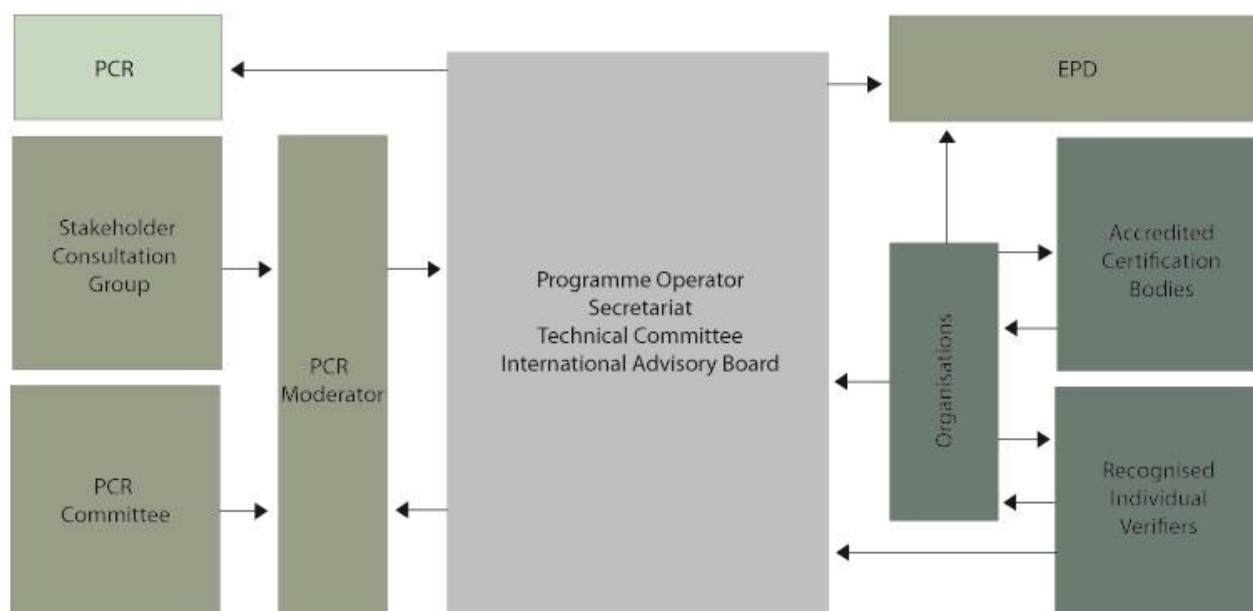 PCR
EPD
Stakeholder
Consultation
Group
PCR
Moderator
PCR
Committee
Programme Operator
Secretariat
Technical Committee
International Advisory Board
Organisations
Accredited
Certification
Bodies
Recognised
Individual
Verifiers